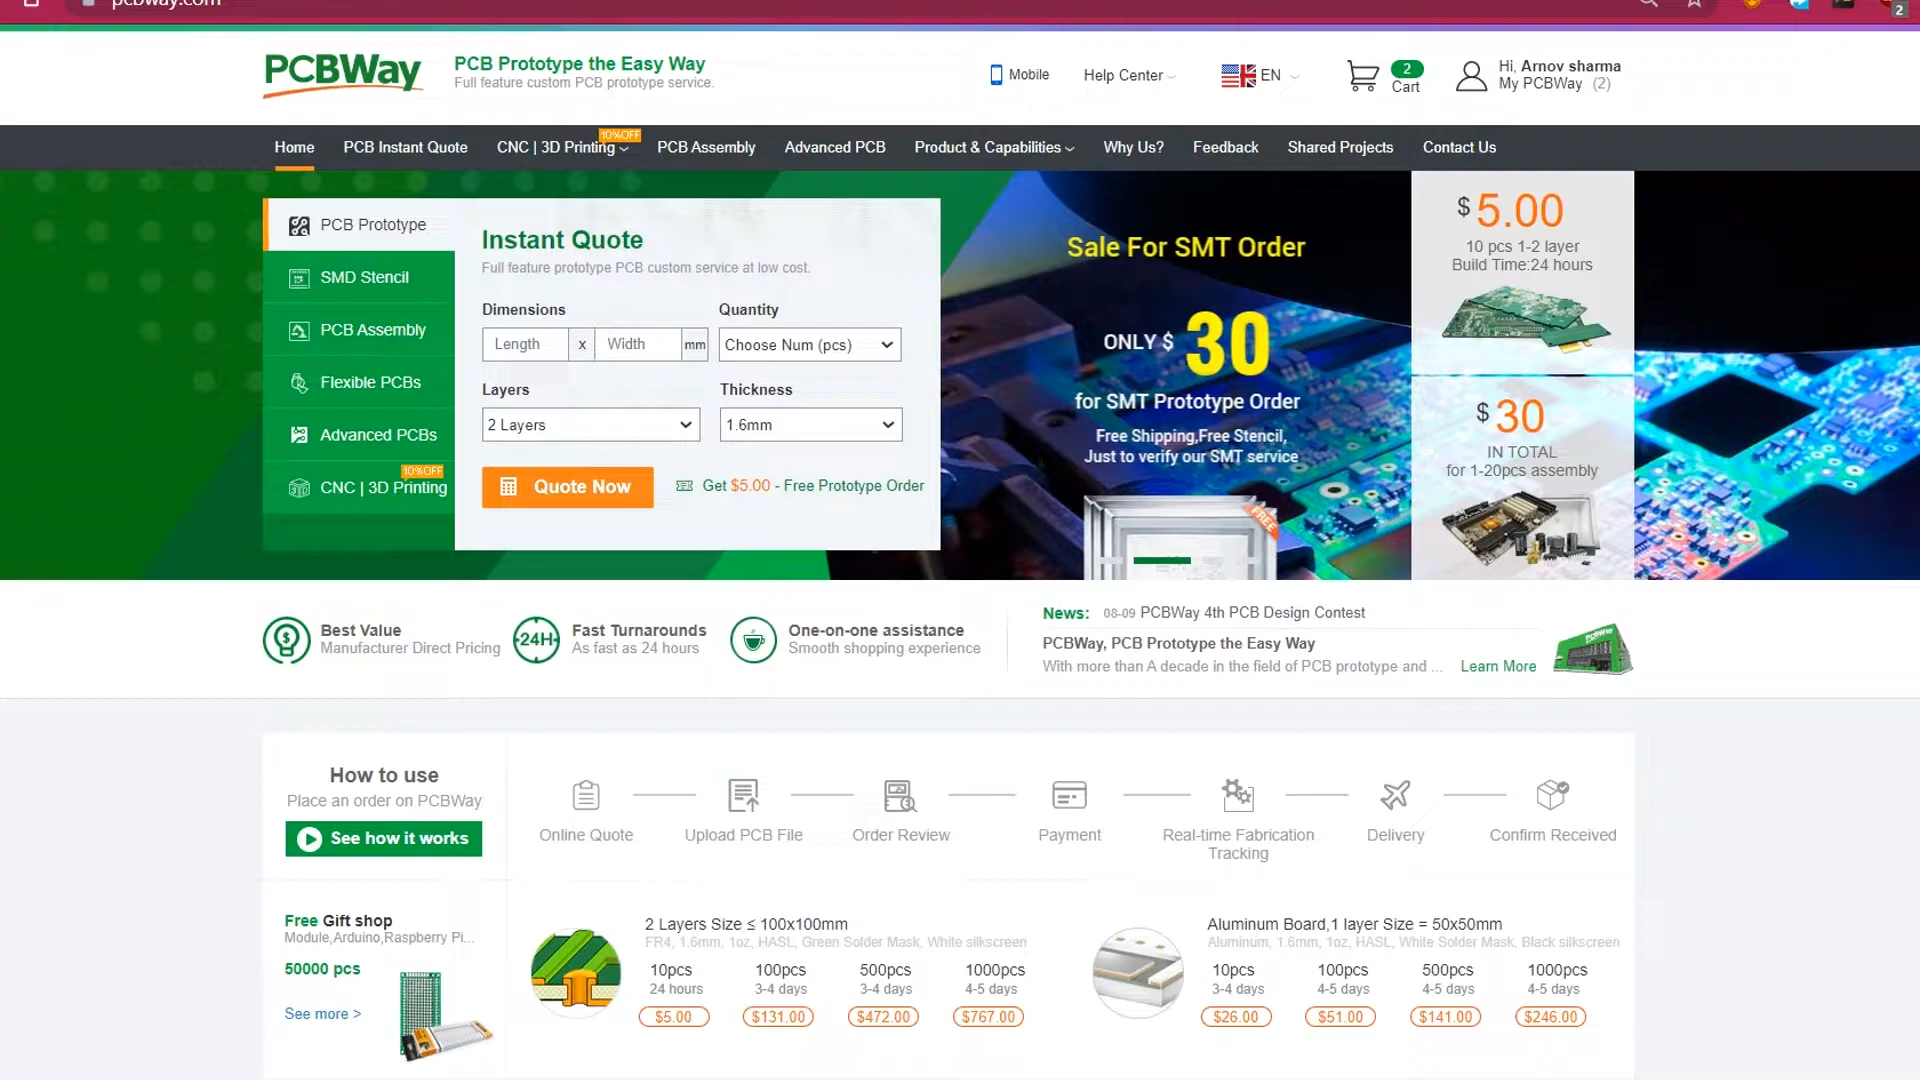 pcbway.com
2
PCBWay
PCB Prototype the Easy Way
Full feature custom PCB prototype service.
Mobile
Help Center
EN
2
Cart
Hi, Arnov sharma
My PCBWay (2)
Home
PCB Instant Quote
CNC | 3D Printing
10%OFF
PCB Assembly
Advanced PCB
Product & Capabilities
Why Us?
Feedback
Shared Projects
Contact Us
PCB Prototype
SMD Stencil
PCB Assembly
Flexible PCBs
Advanced PCBs
10%OFF
CNC | 3D Printing
Instant Quote
Full feature prototype PCB custom service at low cost.
Dimensions
Quantity
Length x Width mm
Choose Num (pcs)
Layers
Thickness
2 Layers
1.6mm
Quote Now
Get $5.00 - Free Prototype Order
Sale For SMT Order
ONLY $ 30
for SMT Prototype Order
Free Shipping,Free Stencil,
Just to verify our SMT service
FREE
$ 5.00
10 pcs 1-2 layer
Build Time:24 hours
$ 30
IN TOTAL
for 1-20pcs assembly
Best Value
Manufacturer Direct Pricing
24H
Fast Turnarounds
As fast as 24 hours
One-on-one assistance
Smooth shopping experience
News: 08-09 PCBWay 4th PCB Design Contest
PCBWay, PCB Prototype the Easy Way
With more than A decade in the field of PCB prototype and ... Learn More
PCBWay
How to use
Place an order on PCBWay
See how it works
Online Quote
Upload PCB File
Order Review
Payment
Real-time Fabrication
Tracking
Delivery
Confirm Received
Free Gift shop
Module,Arduino,Raspberry Pi...
50000 pcs
See more >
2 Layers Size ≤ 100x100mm
FR4, 1.6mm, 1oz, HASL, Green Solder Mask, White silkscreen
10pcs 100pcs 500pcs 1000pcs
24 hours 3-4 days 3-4 days 4-5 days
$5.00 $131.00 $472.00 $767.00
Aluminum Board,1 layer Size = 50x50mm
Aluminum, 1.6mm, 1oz, HASL, White Solder Mask, Black silkscreen
10pcs 100pcs 500pcs 1000pcs
3-4 days 4-5 days 4-5 days 4-5 days
$26.00 $51.00 $141.00 $246.00